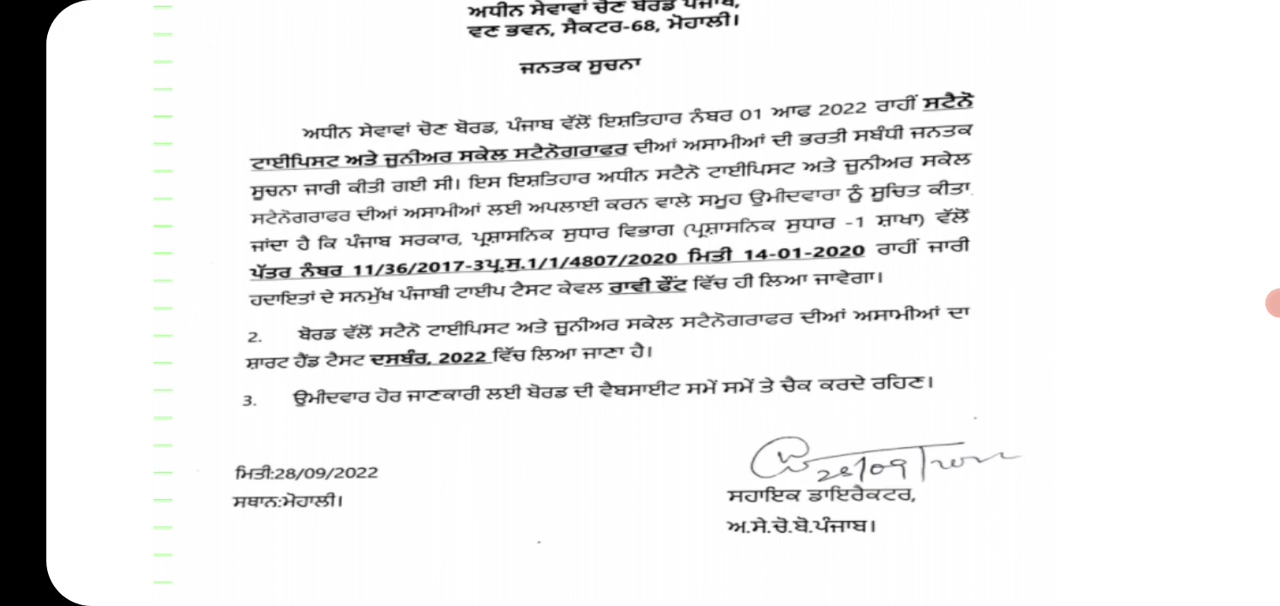 ਅਧੀਨ ਸੇਵਾਵਾਂ ਚੋਣ ਬੋਰਡ ਪੰਜਾਬ,
ਵਣ ਭਵਨ, ਸੈਕਟਰ-68, ਮੋਹਾਲੀ।
ਜਨਤਕ ਸੂਚਨਾ
ਅਧੀਨ ਸੇਵਾਵਾਂ ਚੋਣ ਬੋਰਡ, ਪੰਜਾਬ ਵੱਲੋਂ ਇਸ਼ਤਿਹਾਰ ਨੰਬਰ 01 ਆਫ 2022 ਰਾਹੀਂ ਸਟੈਨੋ
ਟਾਈਪਿਸਟ ਅਤੇ ਜੂਨੀਅਰ ਸਕੇਲ ਸਟੈਨੋਗਰਾਫਰ ਦੀਆਂ ਅਸਾਮੀਆਂ ਦੀ ਭਰਤੀ ਸਬੰਧੀ ਜਨਤਕ
ਸੂਚਨਾ ਜਾਰੀ ਕੀਤੀ ਗਈ ਸੀ। ਇਸ ਇਸ਼ਤਿਹਾਰ ਅਧੀਨ ਸਟੈਨੋ ਟਾਈਪਿਸਟ ਅਤੇ ਜੂਨੀਅਰ ਸਕੇਲ
ਸਟੈਨੋਗਰਾਫਰ ਦੀਆਂ ਅਸਾਮੀਆਂ ਲਈ ਅਪਲਾਈ ਕਰਨ ਵਾਲੇ ਸਮੂਹ ਉਮੀਦਵਾਰਾ ਨੂੰ ਸੂਚਿਤ ਕੀਤਾ
ਜਾਂਦਾ ਹੈ ਕਿ ਪੰਜਾਬ ਸਰਕਾਰ, ਪ੍ਰਸ਼ਾਸਨਿਕ ਸੁਧਾਰ ਵਿਭਾਗ (ਪ੍ਰਸ਼ਾਸਨਿਕ ਸੁਧਾਰ -1 ਸ਼ਾਖਾ) ਵੱਲੋਂ
ਪੱਤਰ ਨੰਬਰ 11/36/2017-3ਪ੍ਰ.ਸੁ.1/1/4807/2020 ਮਿਤੀ 14-01-2020 ਰਾਹੀਂ ਜਾਰੀ
ਹਦਾਇਤਾਂ ਦੇ ਸਨਮੁੱਖ ਪੰਜਾਬੀ ਟਾਈਪ ਟੈਸਟ ਕੇਵਲ ਰਾਵੀ ਫੌਂਟ ਵਿੱਚ ਹੀ ਲਿਆ ਜਾਵੇਗਾ।
2. ਬੋਰਡ ਵੱਲੋਂ ਸਟੈਨੋ ਟਾਈਪਿਸਟ ਅਤੇ ਜੂਨੀਅਰ ਸਕੇਲ ਸਟੈਨੋਗਰਾਫਰ ਦੀਆਂ ਅਸਾਮੀਆਂ ਦਾ
ਸ਼ਾਰਟ ਹੈਂਡ ਟੈਸਟ ਦਸਬੰਰ, 2022 ਵਿੱਚ ਲਿਆ ਜਾਣਾ ਹੈ।
3. ਉਮੀਦਵਾਰ ਹੋਰ ਜਾਣਕਾਰੀ ਲਈ ਬੋਰਡ ਦੀ ਵੈਬਸਾਈਟ ਸਮੇਂ ਸਮੇਂ ਤੇ ਚੈਕ ਕਰਦੇ ਰਹਿਣ।
28/09/2022
ਮਿਤੀ:28/09/2022
ਸਥਾਨ:ਮੋਹਾਲੀ।
ਸਹਾਇਕ ਡਾਇਰੈਕਟਰ,
ਅ.ਸੇ.ਚੋ.ਬੋ.ਪੰਜਾਬ।